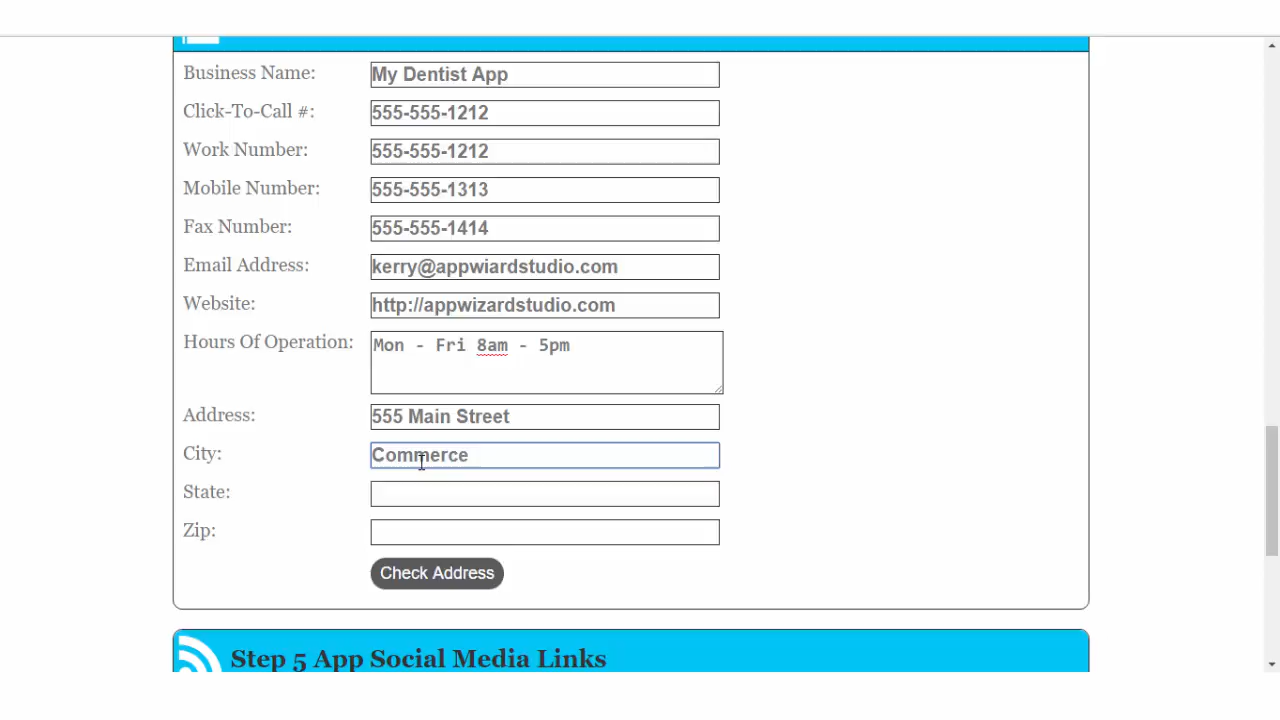 Business Name: My Dentist App
Click-To-Call #: 555-555-1212
Work Number: 555-555-1212
Mobile Number: 555-555-1313
Fax Number: 555-555-1414
Email Address: kerry@appwiardstudio.com
Website: http://appwizardstudio.com
Hours Of Operation: Mon - Fri 8am - 5pm
Address: 555 Main Street
City: Commerce
State:
Zip:
Check Address
Step 5 App Social Media Links